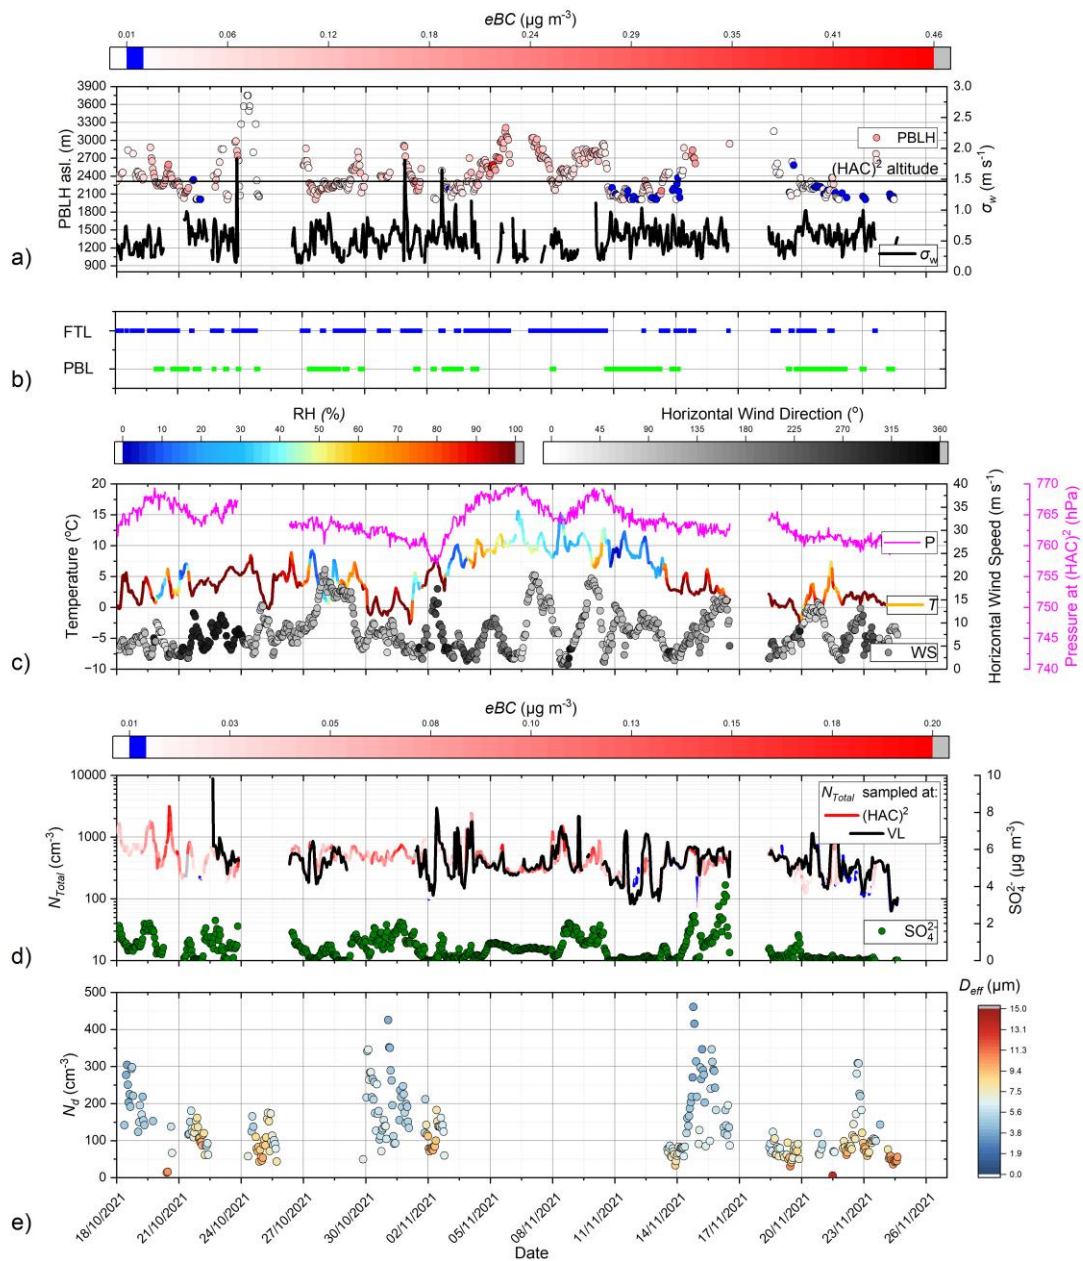 eBC (µg m⁻³)
0.01 0.06 0.12 0.18 0.24 0.29 0.35 0.41 0.46
3900 3.0
3600
3300 2.5
3000
2700 2.0
2400
2100 1.5
1800 1.0
1500
1200 0.5
900 0.0
PBLH asl. (m)
σw (m s⁻¹)
PBLH
(HAC)² altitude
σw
a)
FTL
PBL
b)
RH (%) Horizontal Wind Direction (º)
0 10 20 30 40 50 60 70 80 90 100 0 45 90 135 180 225 270 315 360
20 40 770
15 35 765
10 30 760
5 25 755
0 20 750
−5 15 745
−10 10 740
5
0
Temperature (ºC)
Horizontal Wind Speed (m s⁻¹)
Pressure at (HAC)² (hPa)
P
T
WS
c)
eBC (µg m⁻³)
0.01 0.03 0.05 0.08 0.10 0.13 0.15 0.18 0.20
10000 10
1000 8
100 6
10 4
2
0
N_Total (cm⁻³)
SO₄²⁻ (µg m⁻³)
N_Total sampled at:
(HAC)²
VL
SO₄²⁻
d)
D_eff (µm)
15.0
13.1
11.3
9.4
7.5
5.6
3.8
1.9
0.0
500
400
300
200
100
0
N_d (cm⁻³)
e)
18/10/2021 21/10/2021 24/10/2021 27/10/2021 30/10/2021 02/11/2021 05/11/2021 08/11/2021 11/11/2021 14/11/2021 17/11/2021 20/11/2021 23/11/2021 26/11/2021
Date